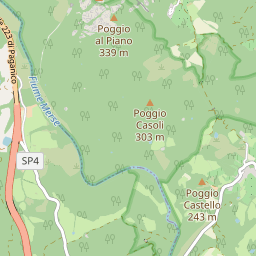 Poggio
al Piano
339 m
223 di Paganico
Fiume Merse
Poggio
Casoli
303 m
SP4
Poggio
Castello
243 m